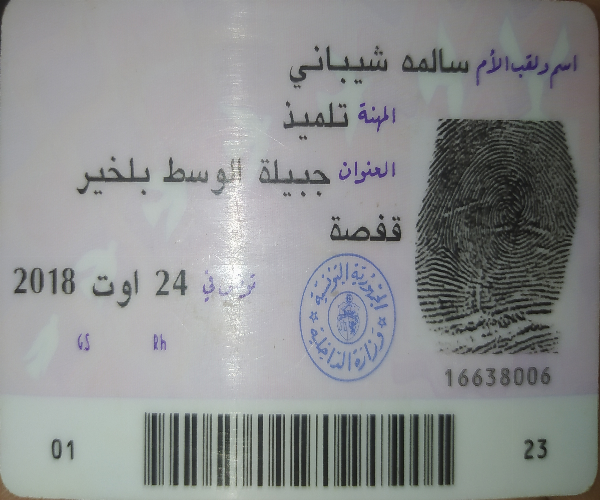 اسم ولقب الأم سالمه شيباني
المهنة تلميذ
العنوان جبيلة الوسط بلخير
قفصة
تونس في 24 اوت 2018
GS Rh
الجمهورية التونسية
وزارة الداخلية
16638006
01 23